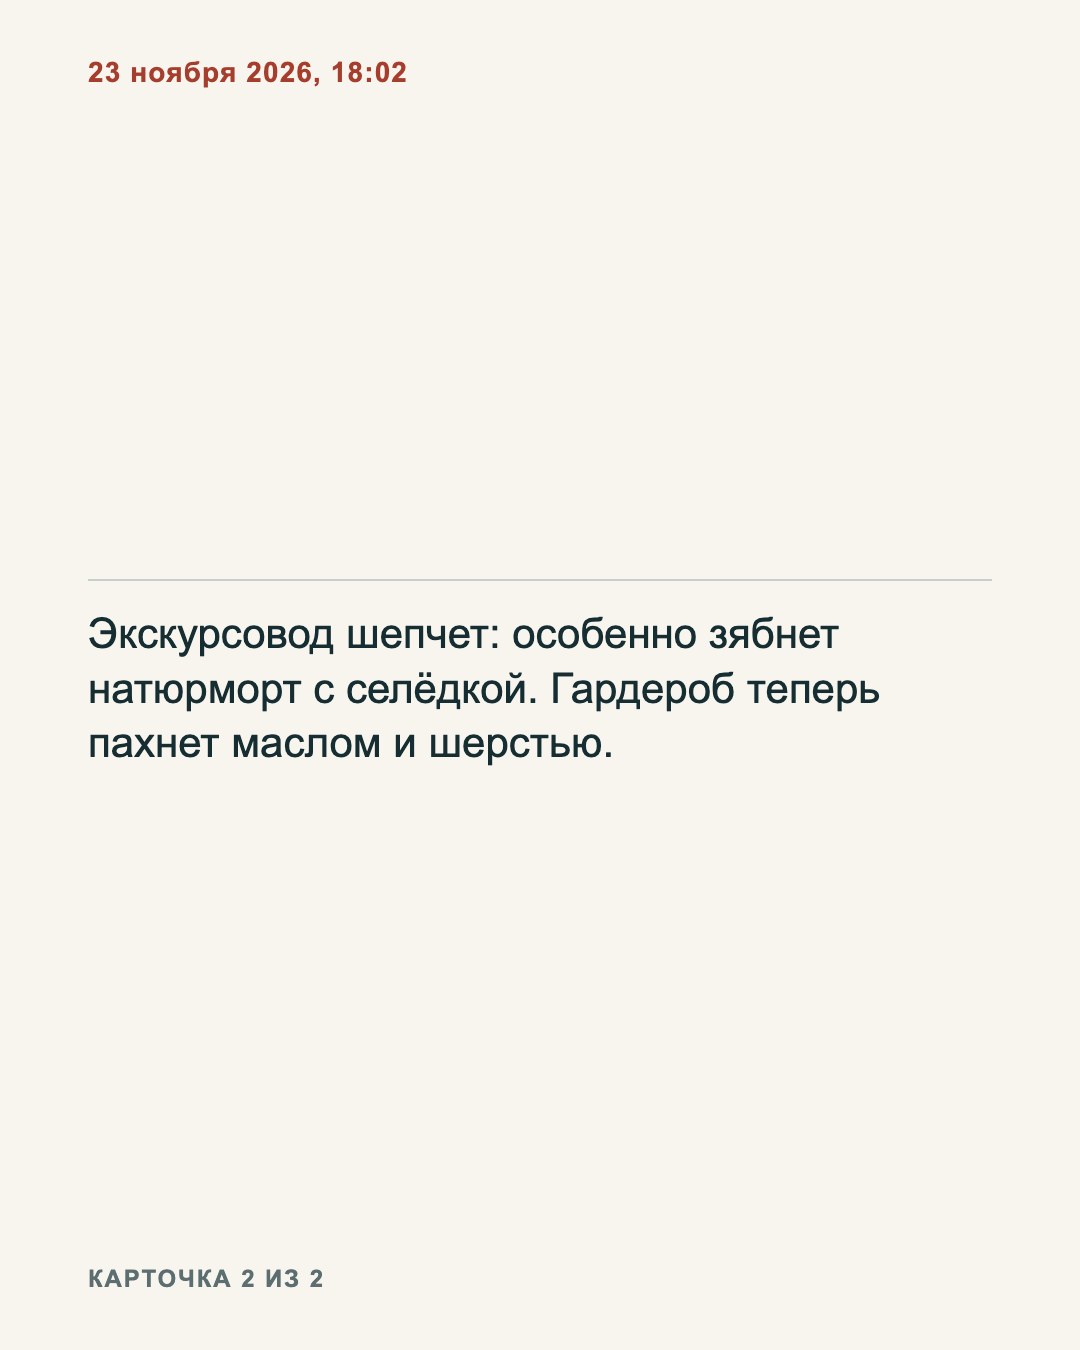 23 ноября 2026, 18:02
Экскурсовод шепчет: особенно зябнет
натюрморт с селёдкой. Гардероб теперь
пахнет маслом и шерстью.
КАРТОЧКА 2 ИЗ 2